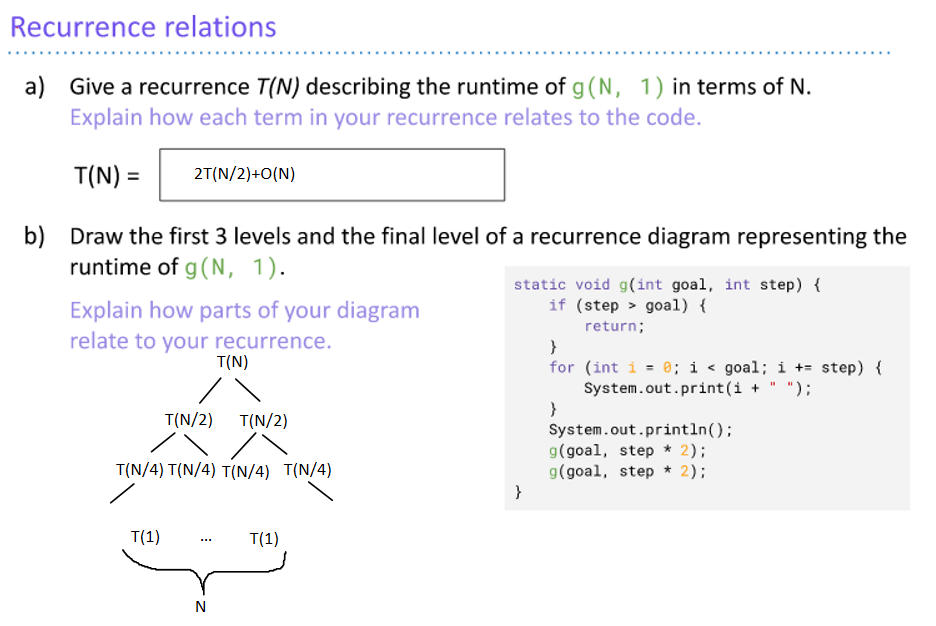 Recurrence relations
a) Give a recurrence T(N) describing the runtime of g(N, 1) in terms of N.
Explain how each term in your recurrence relates to the code.
T(N) = 2T(N/2)+O(N)
b) Draw the first 3 levels and the final level of a recurrence diagram representing the
runtime of g(N, 1).
Explain how parts of your diagram
relate to your recurrence.
T(N)
T(N/2) T(N/2)
T(N/4) T(N/4) T(N/4) T(N/4)
T(1) ... T(1)
N
static void g(int goal, int step) {
    if (step > goal) {
        return;
    }
    for (int i = 0; i < goal; i += step) {
        System.out.print(i + " ");
    }
    System.out.println();
    g(goal, step * 2);
    g(goal, step * 2);
}